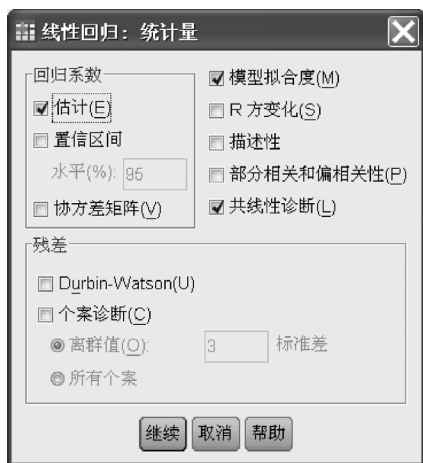 线性回归：统计量
回归系数
估计(E)
置信区间
水平(%): 95
协方差矩阵(V)
模型拟合度(M)
R 方变化(S)
描述性
部分相关和偏相关性(P)
共线性诊断(L)
残差
Durbin-Watson(U)
个案诊断(C)
离群值(O): 3 标准差
所有个案
继续 取消 帮助